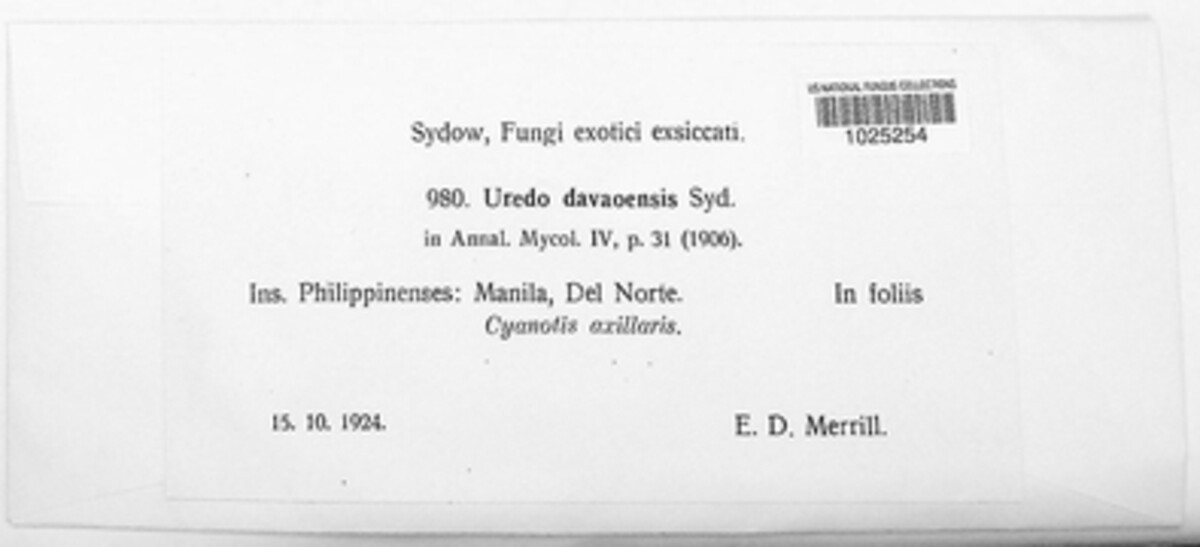 US NATIONAL FUNGUS COLLECTIONS
1025254
Sydow, Fungi exotici exsiccati.
980. Uredo davaoensis Syd.
in Annal. Mycol. IV, p. 31 (1906).
Ins. Philippinenses: Manila, Del Norte. In foliis
Cyanotis axillaris.
15. 10. 1924. E. D. Merrill.